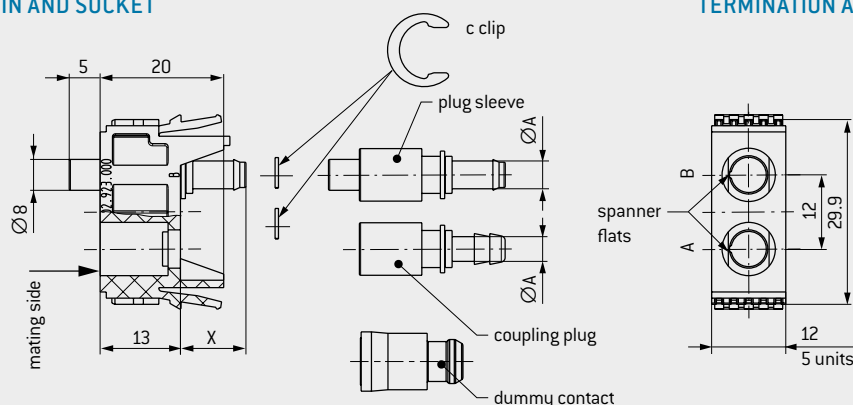 IN AND SOCKET
TERMINATION A
c clip
5
20
plug sleeve
ØA
B
02.923.000
Ø8
B
12
29.9
spanner
flats
A
ØA
mating side
13
X
coupling plug
12
5 units
dummy contact